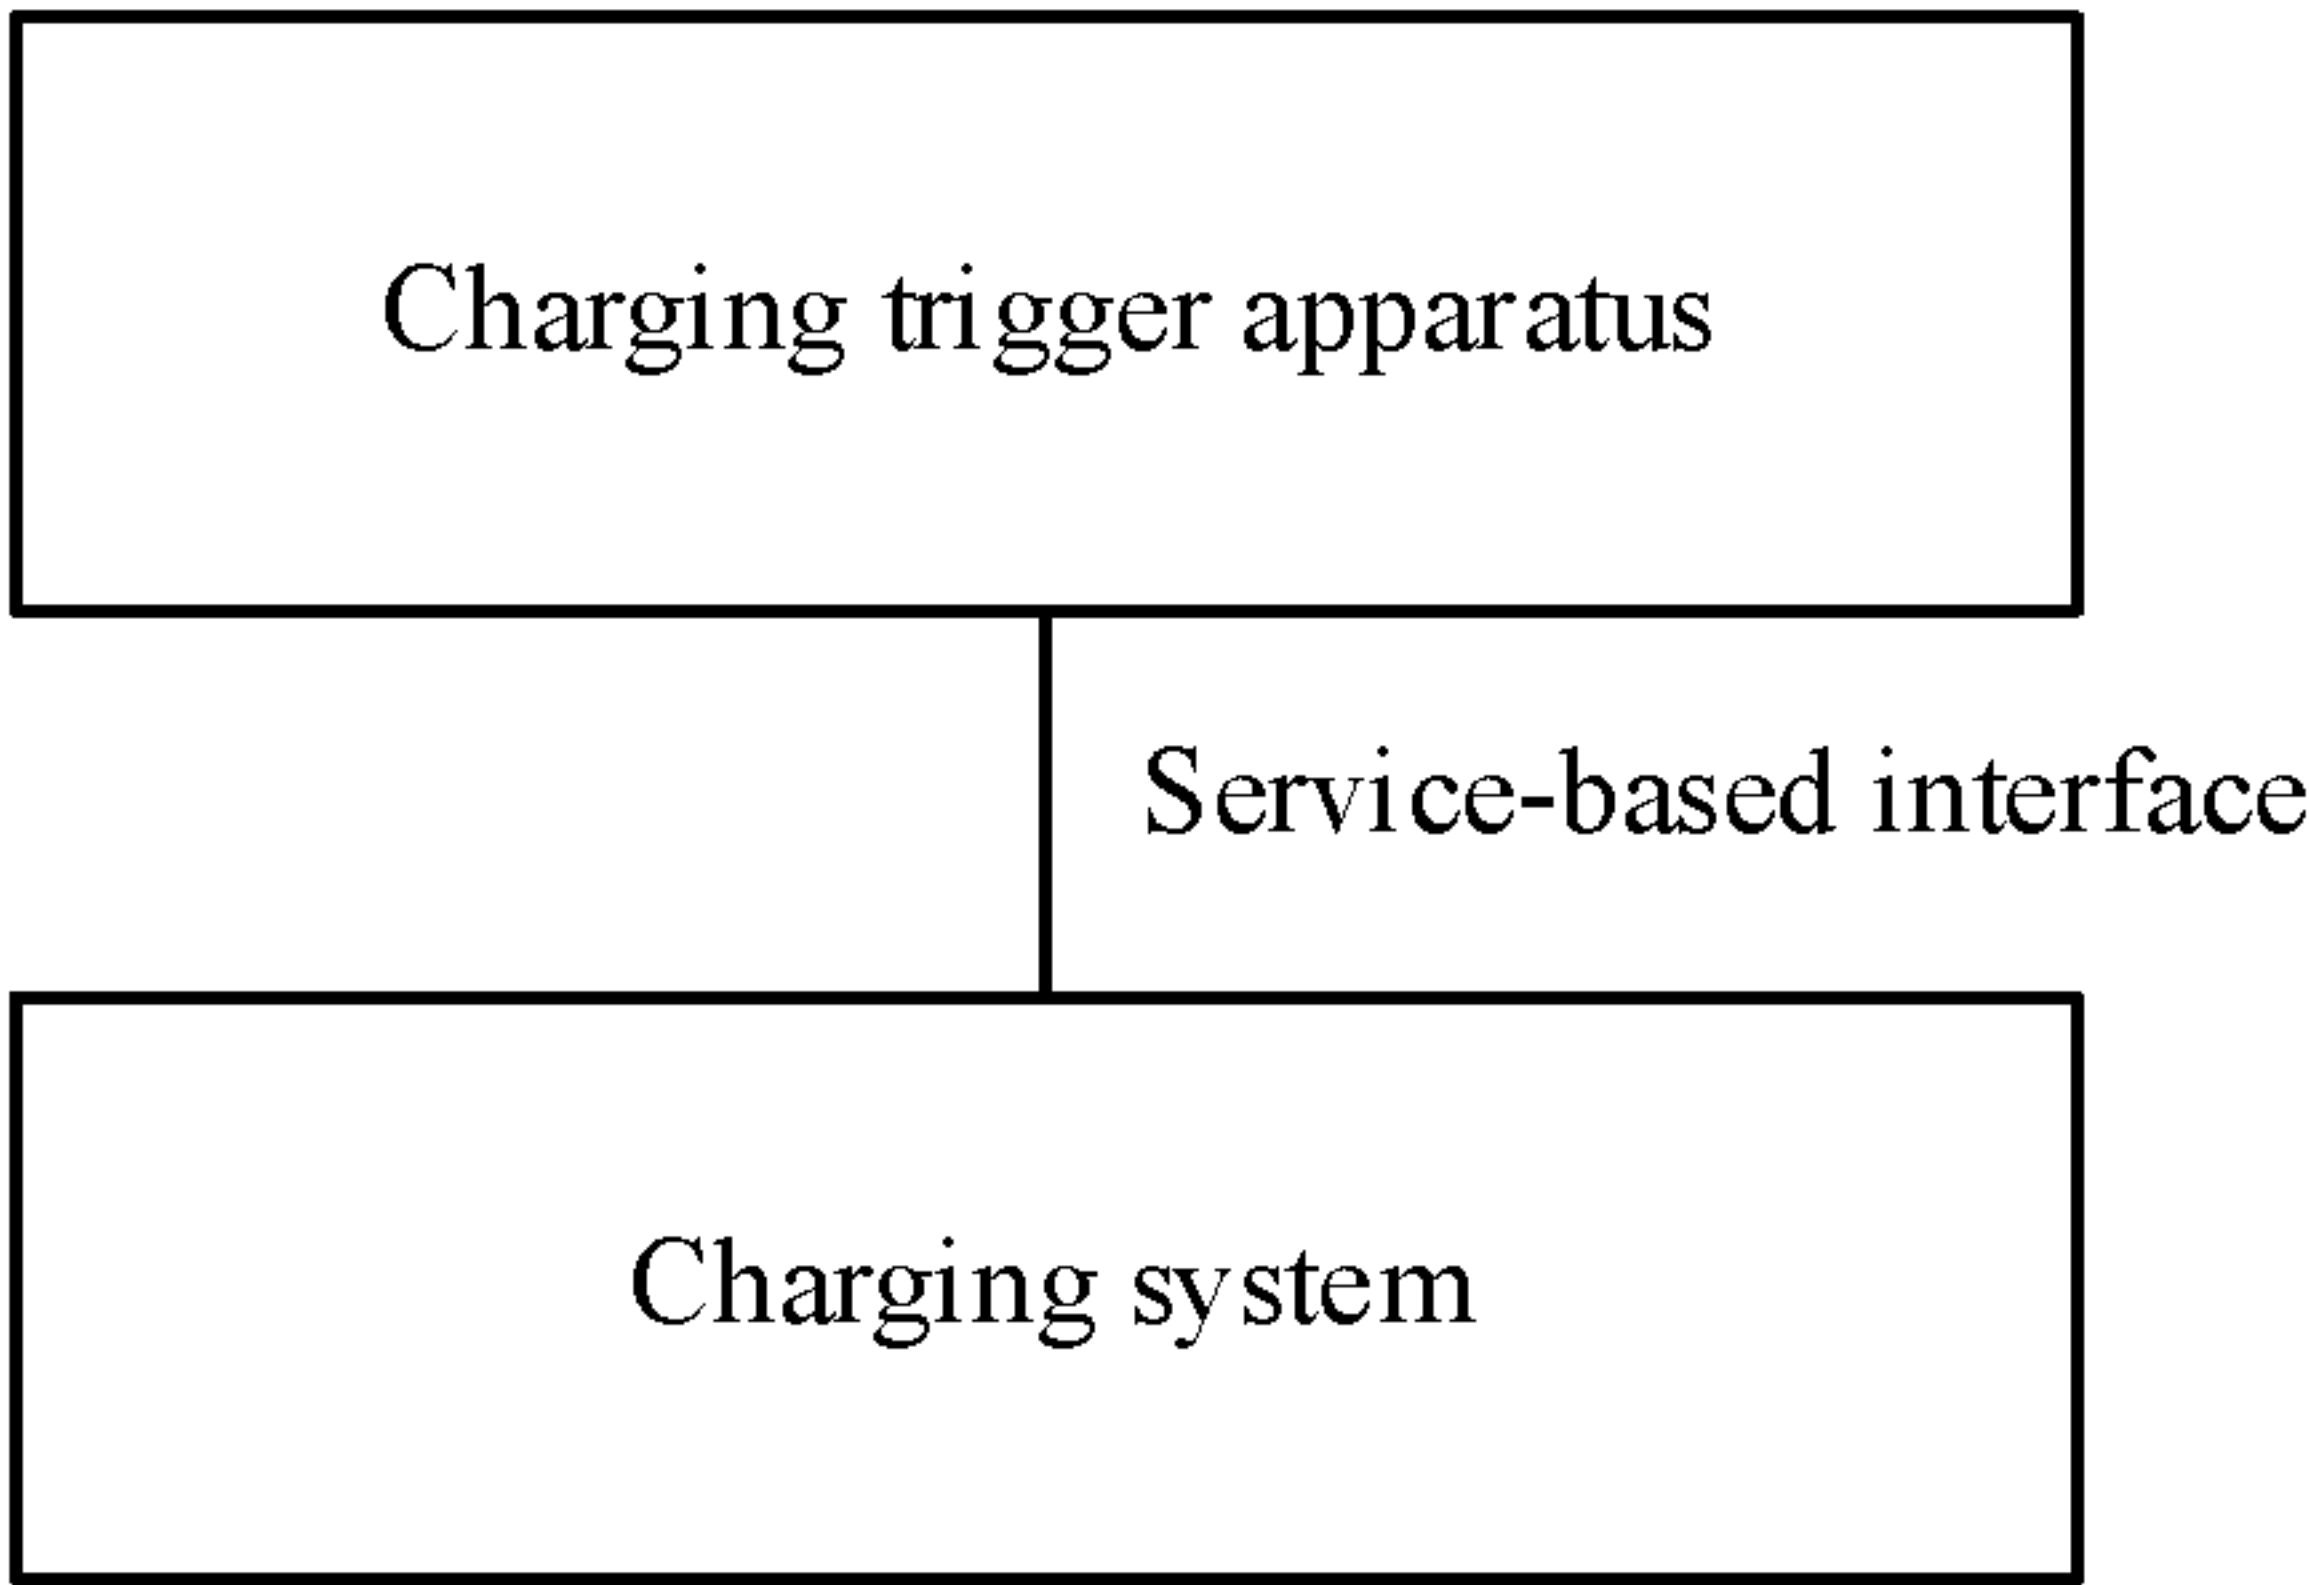 Charging trigger apparatus
Service-based interface
Charging system